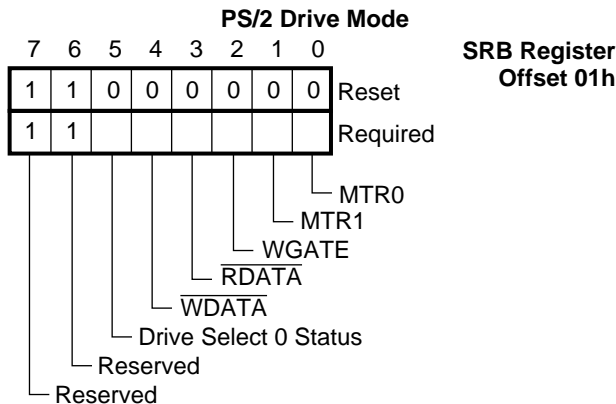 PS/2 Drive Mode
7 6 5 4 3 2 1 0
SRB Register
Offset 01h
1 1 0 0 0 0 0 0 Reset
1 1 Required
MTR0
MTR1
WGATE
RDATA
WDATA
Drive Select 0 Status
Reserved
Reserved